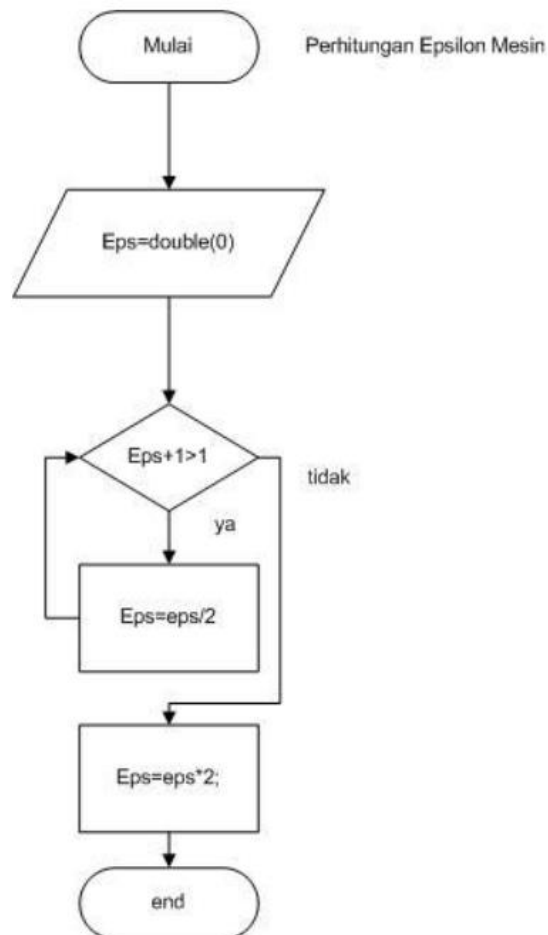 Mulai
Perhitungan Epsilon Mesin
Eps=double(0)
Eps+1>1
tidak
ya
Eps=eps/2
Eps=eps*2;
end